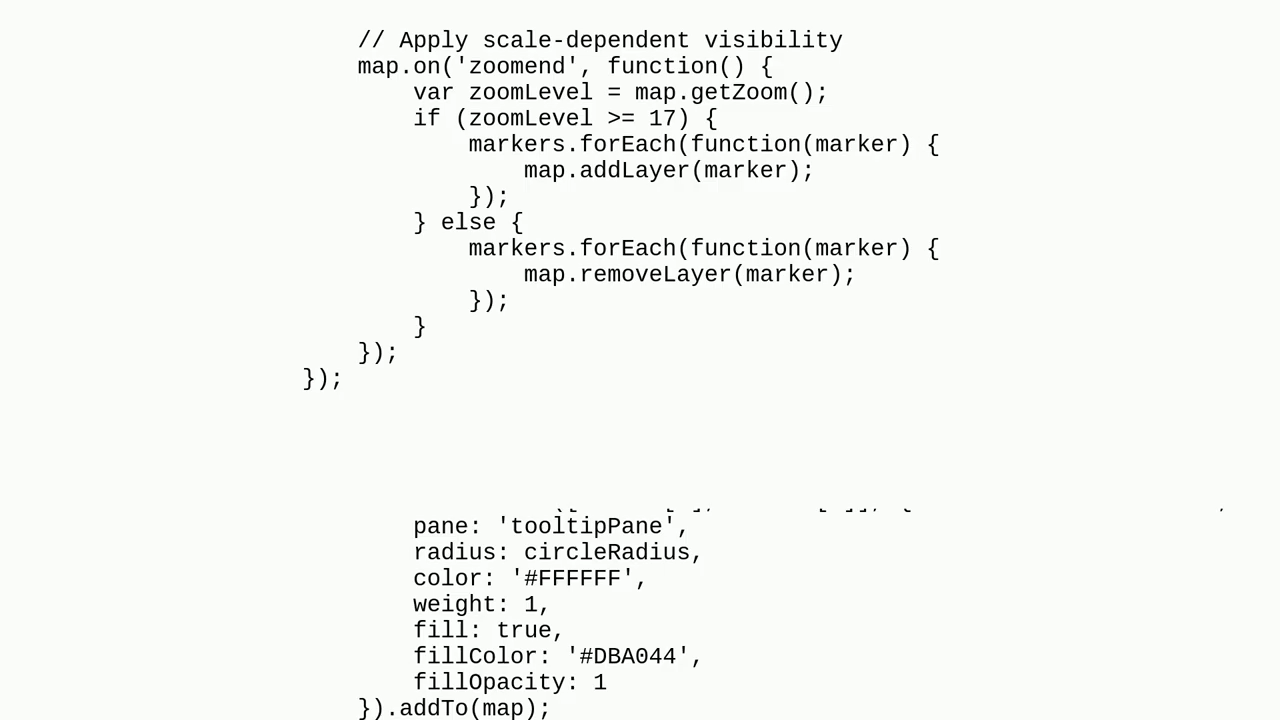 // Apply scale-dependent visibility
map.on('zoomend', function() {
var zoomLevel = map.getZoom();
if (zoomLevel >= 17) {
markers.forEach(function(marker) {
map.addLayer(marker);
});
} else {
markers.forEach(function(marker) {
map.removeLayer(marker);
});
}
});
});
pane: 'tooltipPane',
radius: circleRadius,
color: '#FFFFFF',
weight: 1,
fill: true,
fillColor: '#DBA044',
fillOpacity: 1
}).addTo(map);